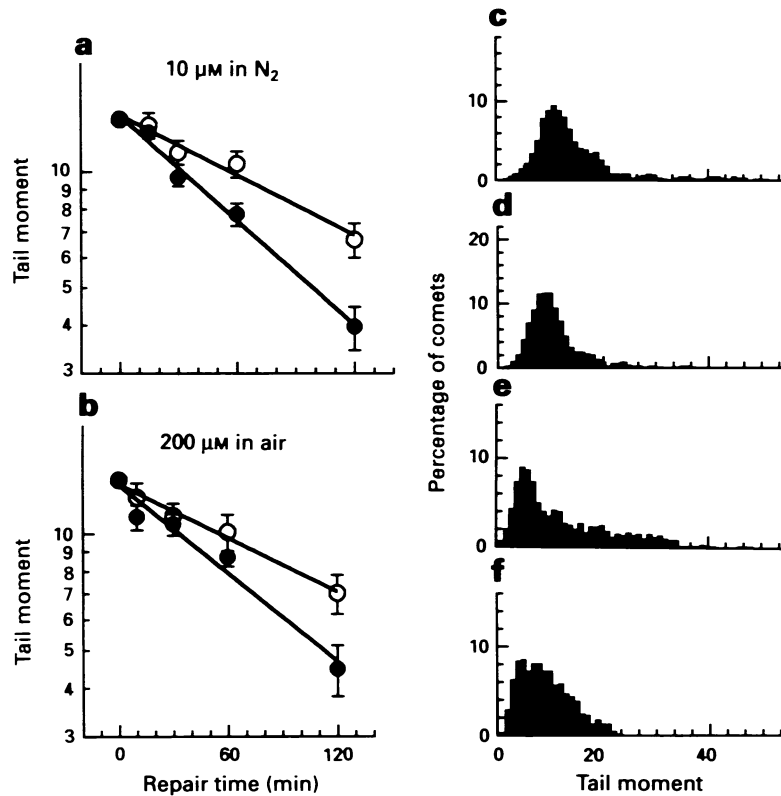 a
10 µM in N₂
10
9
8
7
6
5
4
3
Tail moment
b
200 µM in air
10
9
8
7
6
5
4
3
Tail moment
0 60 120
Repair time (min)
c
10
0
d
20
10
0
e
10
0
f
10
0
Percentage of comets
0 20 40
Tail moment